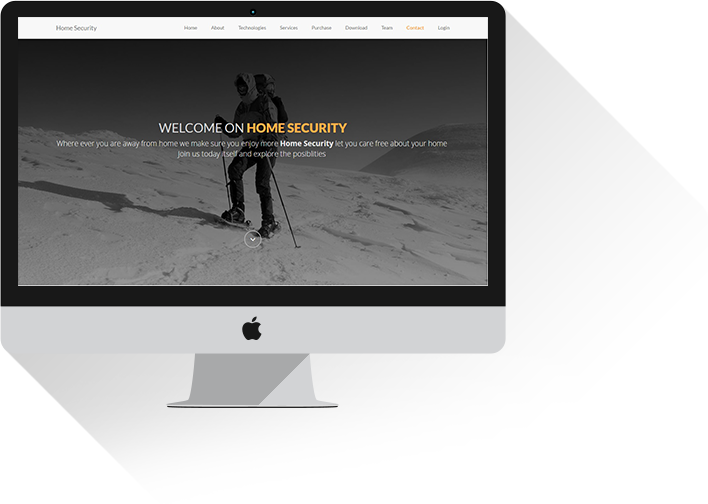 Home Security
Home About Technologies Services Purchase Download Team Contact Login
WELCOME ON HOME SECURITY
Where ever you are away from home we make sure you enjoy more Home Security let you care free about your home
Join us today itself and explore the posiblities